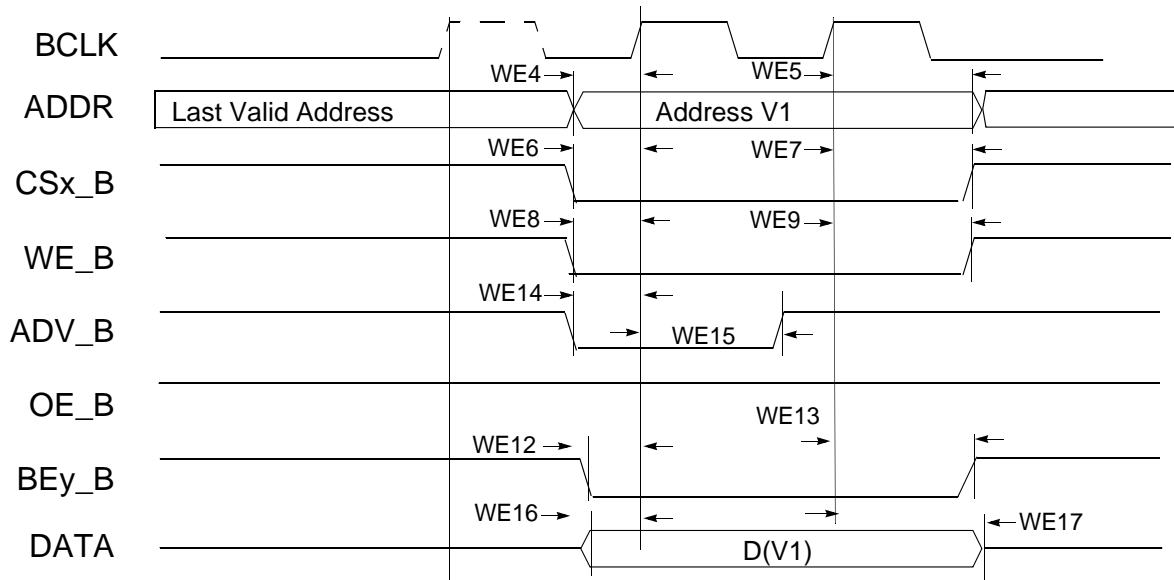 BCLK
WE4
WE5
ADDR
Last Valid Address
Address V1
WE6
WE7
CSx_B
WE8
WE9
WE_B
WE14
ADV_B
WE15
OE_B
WE13
WE12
BEy_B
WE16
WE17
DATA
D(V1)